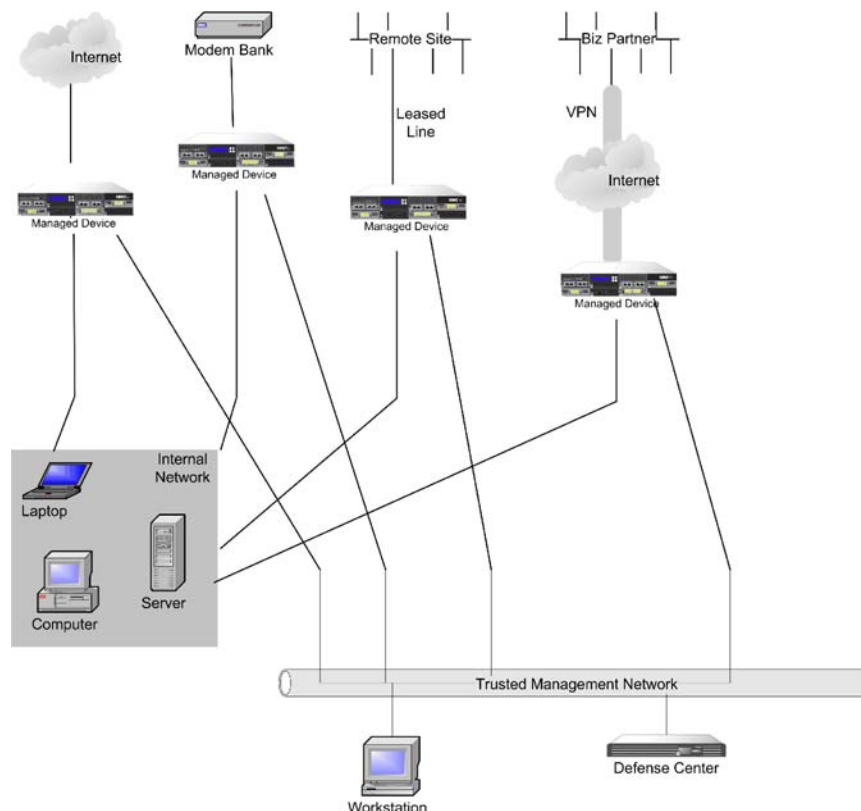 Internet
Modem Bank
Remote Site
Biz Partner
Leased
Line
VPN
Internet
Managed Device
Managed Device
Managed Device
Managed Device
Internal
Network
Laptop
Server
Computer
Trusted Management Network
Workstation
Defense Center